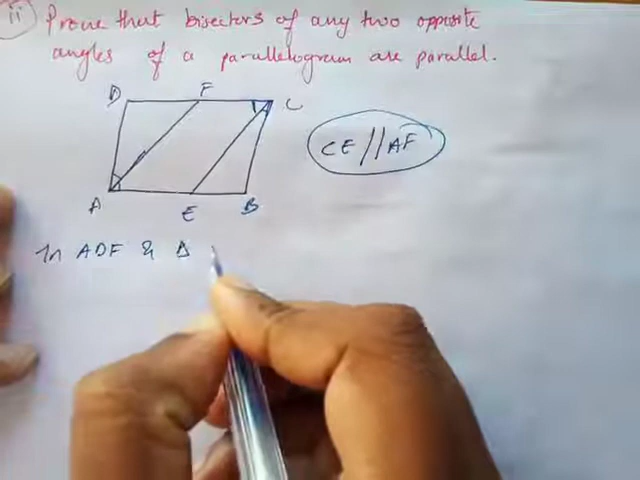 ii Prove that bisectors of any two opposite
angles of a parallelogram are parallel.
D F C
CE//AF
A E B
In ADF & Δ